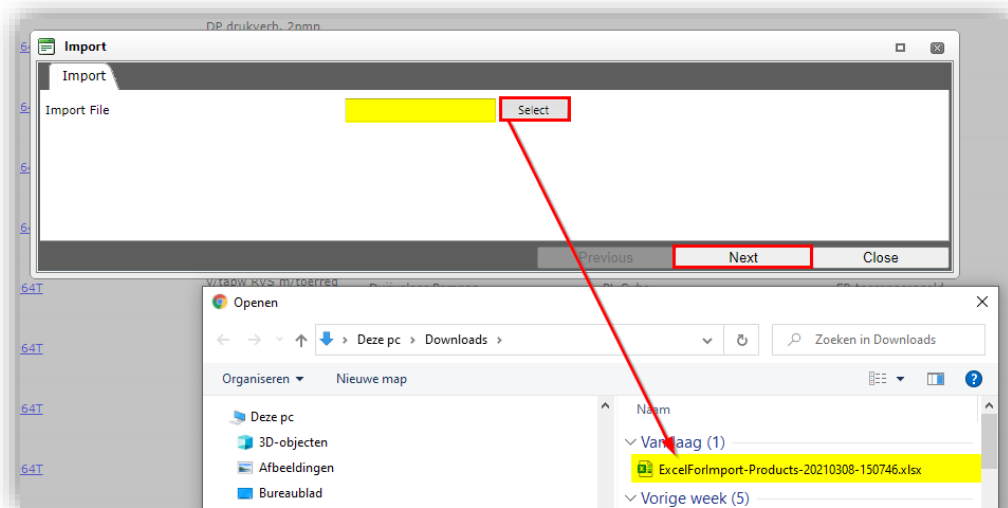 DP drukverh. 2pmp
Import
Import
Import File
Select
Previous
Next
Close
64T
Openen
Deze pc > Downloads >
Zoeken in Downloads
64T
Organiseren
Nieuwe map
Deze pc
Naam
64T
3D-objecten
Vandaag (1)
Afbeeldingen
ExcelForImport-Products-20210308-150746.xlsx
64T
Bureaublad
Vorige week (5)